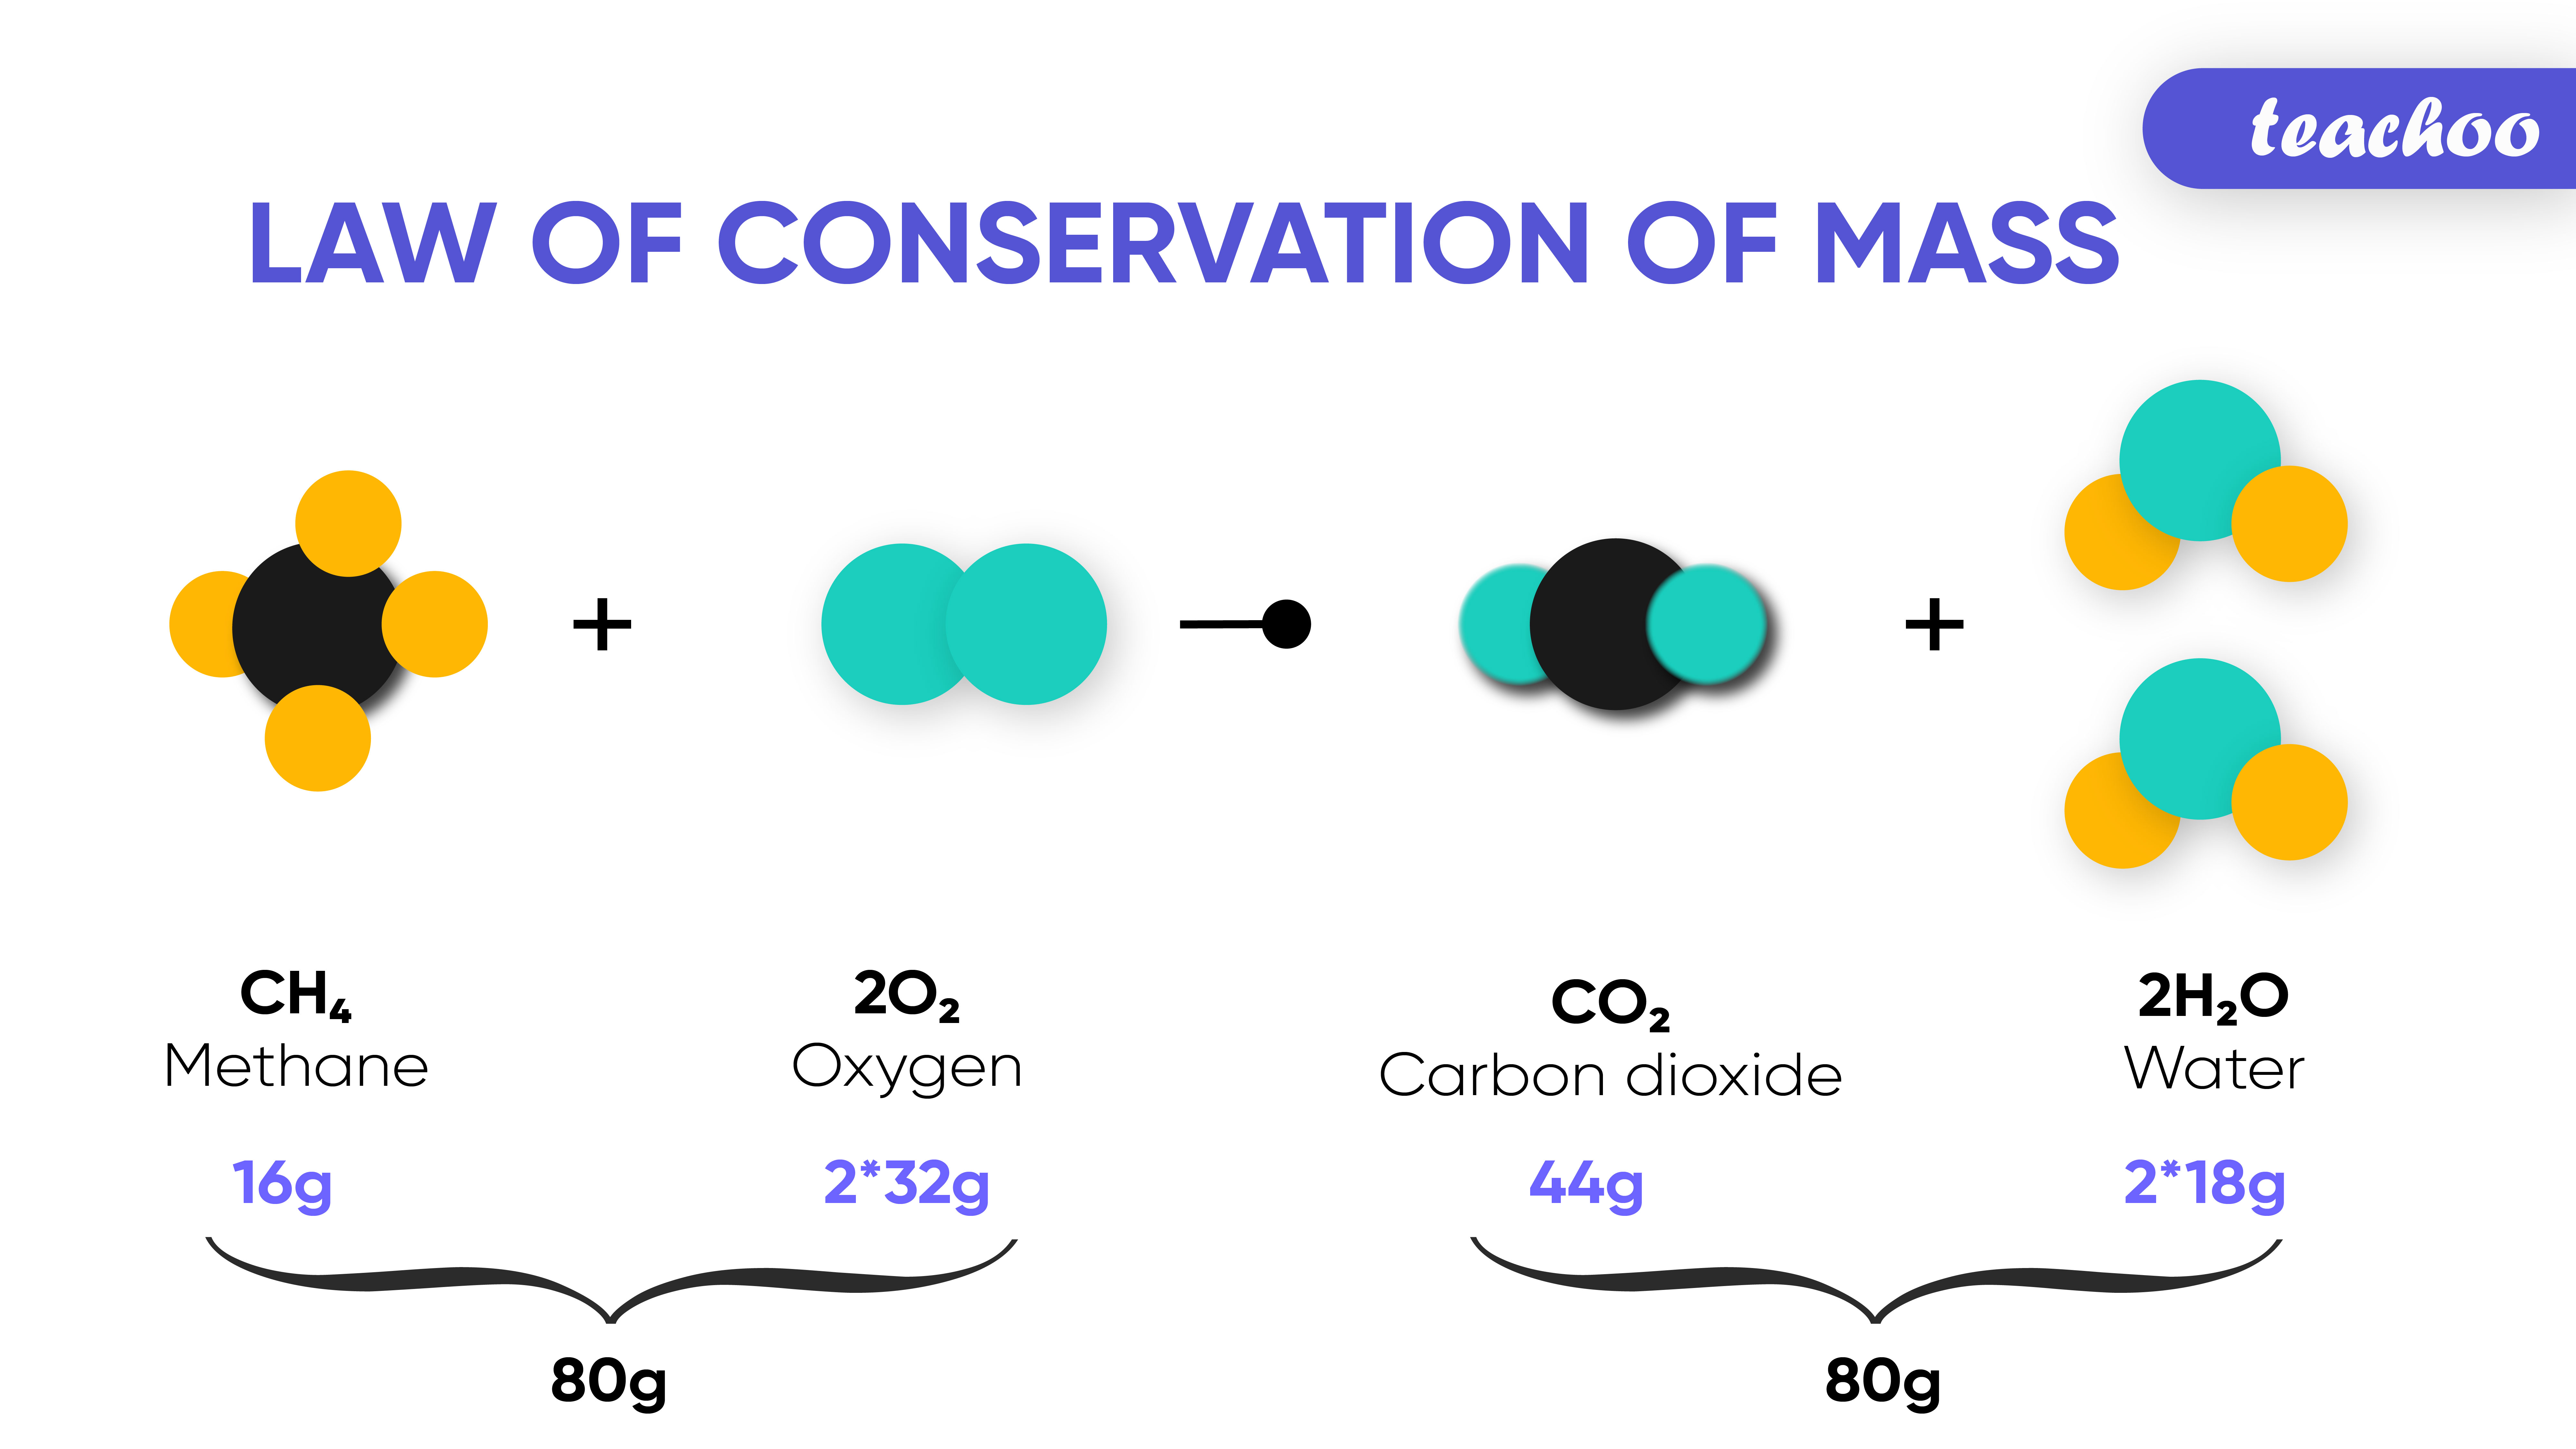 teachoo
LAW OF CONSERVATION OF MASS
+
+
CH₄
Methane
2O₂
Oxygen
CO₂
Carbon dioxide
2H₂O
Water
16g
2*32g
44g
2*18g
80g
80g